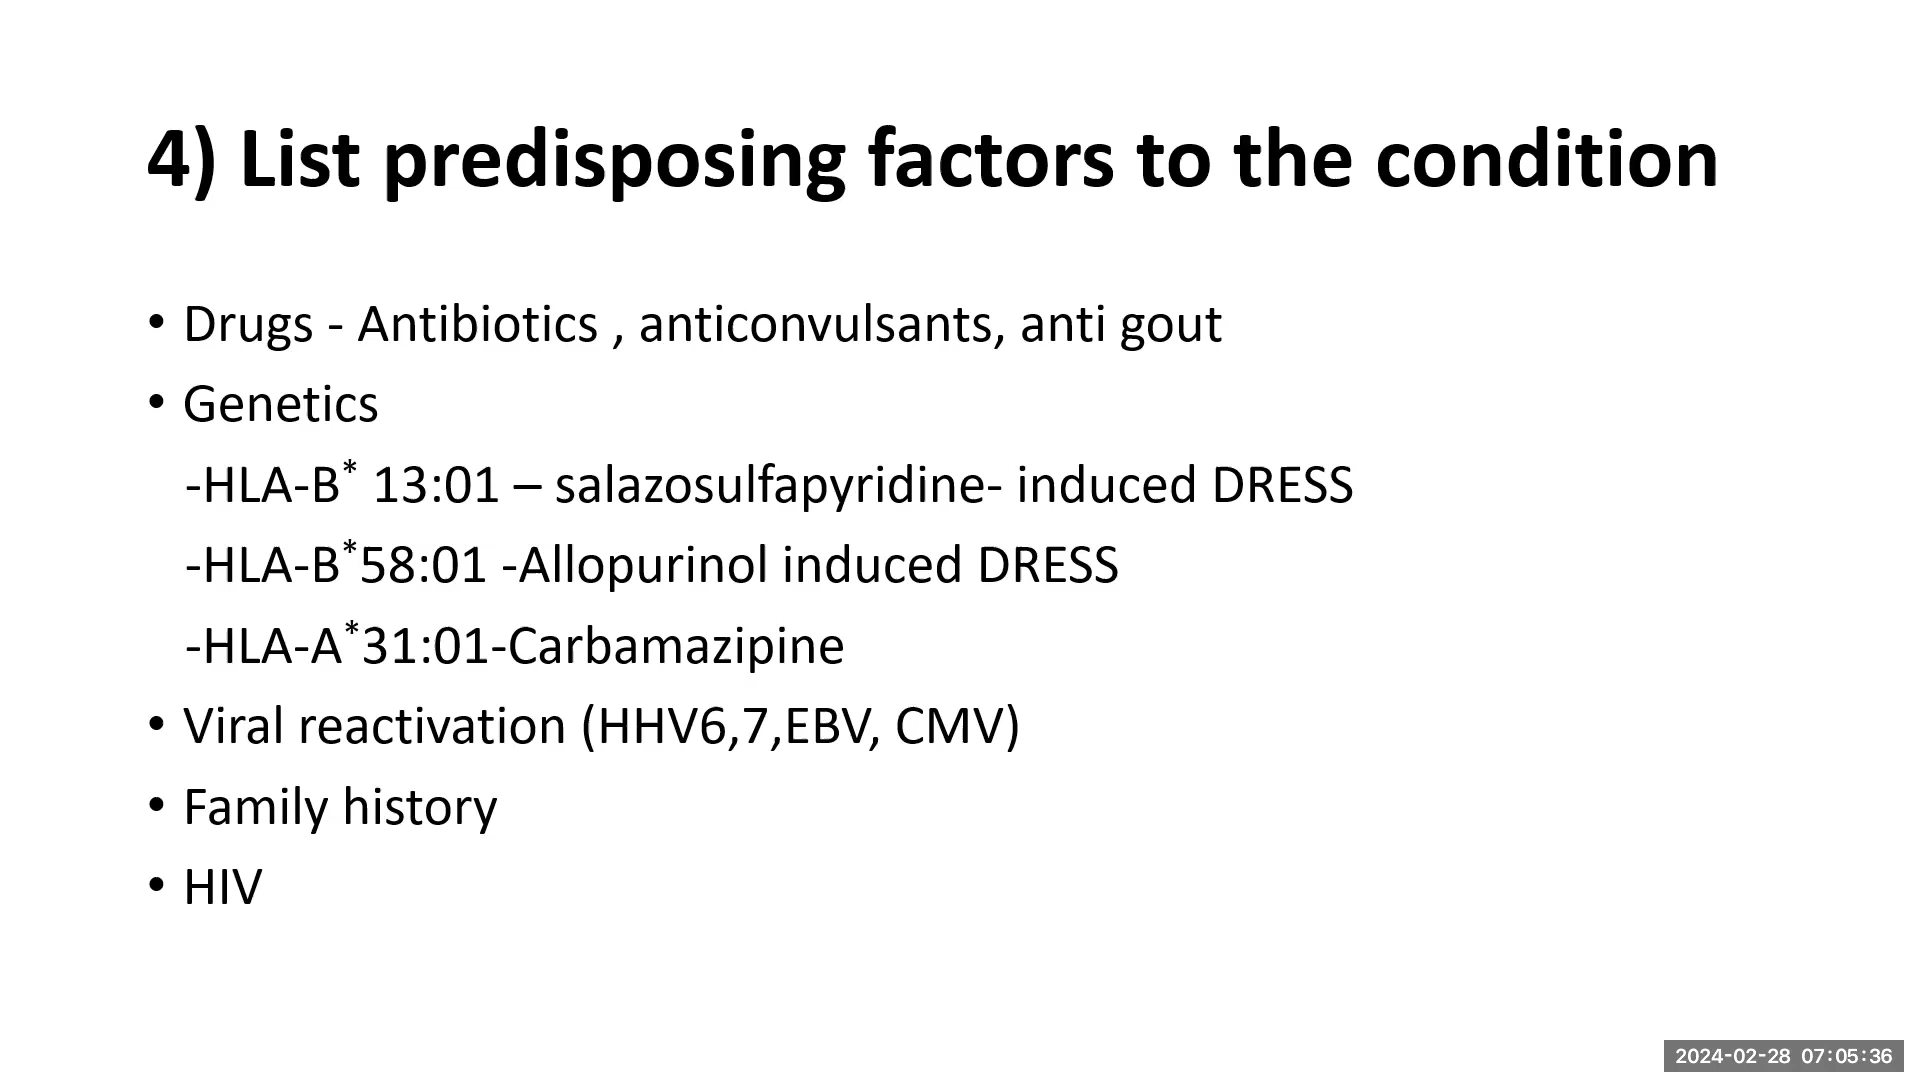 4) List predisposing factors to the condition
• Drugs - Antibiotics , anticonvulsants, anti gout
• Genetics
-HLA-B* 13:01 – salazosulfapyridine- induced DRESS
-HLA-B*58:01 -Allopurinol induced DRESS
-HLA-A*31:01-Carbamazipine
• Viral reactivation (HHV6,7,EBV, CMV)
• Family history
• HIV
2024-02-28 07:05:36